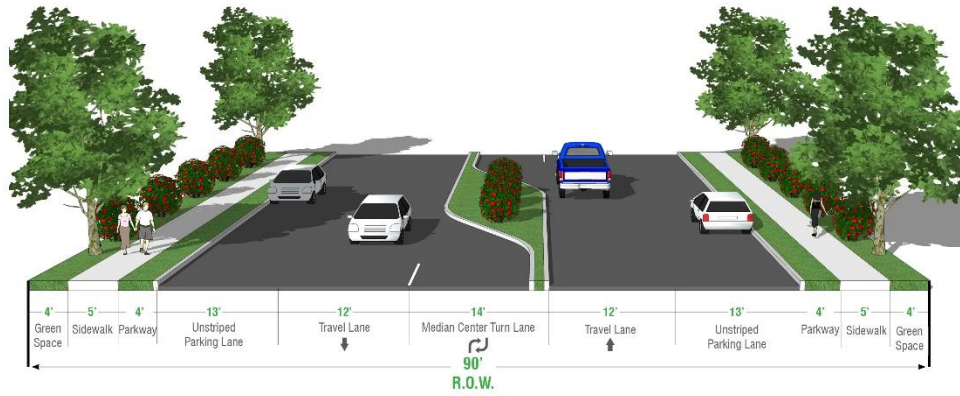 4' 5' 4' 13' 12' 14' 12' 13' 4' 5' 4'
Green Space
Sidewalk
Parkway
Unstriped Parking Lane
Travel Lane
Median Center Turn Lane
Travel Lane
Unstriped Parking Lane
Parkway
Sidewalk
Green Space
90'
R.O.W.